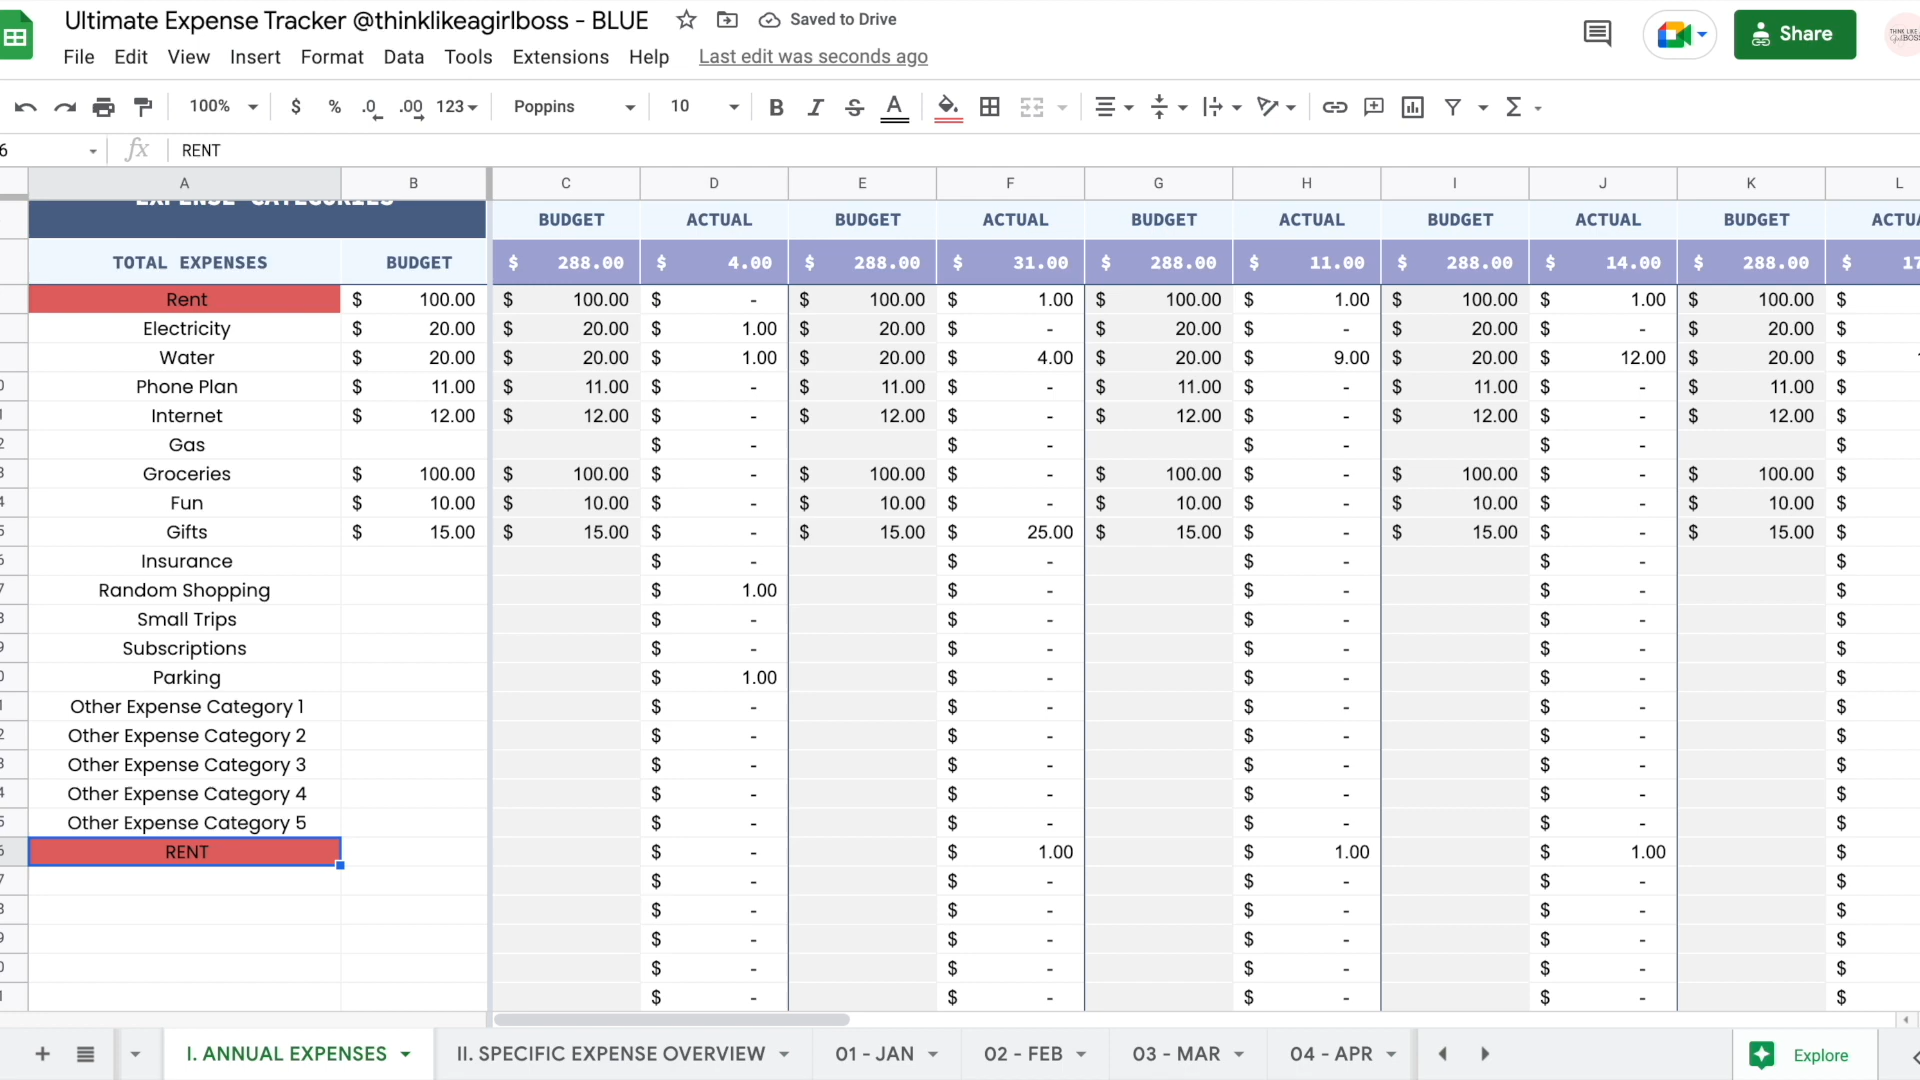 Ultimate Expense Tracker @thinklikeagirlboss - BLUE Saved to Drive
File Edit View Insert Format Data Tools Extensions Help Last edit was seconds ago
Share
100% $ % .0 .00 123 Poppins 10 B I S A Σ
6 fx RENT
A B C D E F G H I J K L
EXPENSE CATEGORIES
BUDGET ACTUAL BUDGET ACTUAL BUDGET ACTUAL BUDGET ACTUAL BUDGET
TOTAL EXPENSES BUDGET $ 288.00 $ 4.00 $ 288.00 $ 31.00 $ 288.00 $ 11.00 $ 288.00 $ 14.00 $ 288.00 $
Rent $ 100.00 $ 100.00 $ - $ 100.00 $ 1.00 $ 100.00 $ 1.00 $ 100.00 $ 1.00 $ 100.00 $
Electricity $ 20.00 $ 20.00 $ 1.00 $ 20.00 $ - $ 20.00 $ - $ 20.00 $ - $ 20.00 $
Water $ 20.00 $ 20.00 $ 1.00 $ 20.00 $ 4.00 $ 20.00 $ 9.00 $ 20.00 $ 12.00 $ 20.00 $
Phone Plan $ 11.00 $ 11.00 $ - $ 11.00 $ - $ 11.00 $ - $ 11.00 $ - $ 11.00 $
Internet $ 12.00 $ 12.00 $ - $ 12.00 $ - $ 12.00 $ - $ 12.00 $ - $ 12.00 $
Gas $ - $ - $ - $ - $
Groceries $ 100.00 $ 100.00 $ - $ 100.00 $ - $ 100.00 $ - $ 100.00 $ - $ 100.00 $
Fun $ 10.00 $ 10.00 $ - $ 10.00 $ - $ 10.00 $ - $ 10.00 $ - $ 10.00 $
Gifts $ 15.00 $ 15.00 $ - $ 15.00 $ 25.00 $ 15.00 $ - $ 15.00 $ - $ 15.00 $
Insurance $ - $ - $ - $ - $
Random Shopping $ 1.00 $ - $ - $ - $
Small Trips $ - $ - $ - $ - $
Subscriptions $ - $ - $ - $ - $
Parking $ 1.00 $ - $ - $ - $
Other Expense Category 1 $ - $ - $ - $ - $
Other Expense Category 2 $ - $ - $ - $ - $
Other Expense Category 3 $ - $ - $ - $ - $
Other Expense Category 4 $ - $ - $ - $ - $
Other Expense Category 5 $ - $ - $ - $ - $
RENT $ - $ 1.00 $ 1.00 $ 1.00 $
$ - $ - $ - $ - $
$ - $ - $ - $ - $
$ - $ - $ - $ - $
$ - $ - $ - $ - $
$ - $ - $ - $ - $
I. ANNUAL EXPENSES II. SPECIFIC EXPENSE OVERVIEW 01 - JAN 02 - FEB 03 - MAR 04 - APR Explore